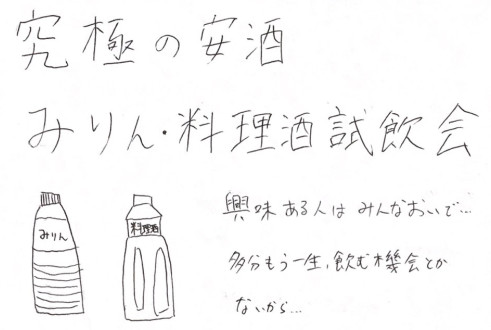 究極の安酒
みりん・料理酒試飲会
興味ある人はみんなおいで…
多分もう一生、飲む機会とか
ないから…
みりん
料理酒